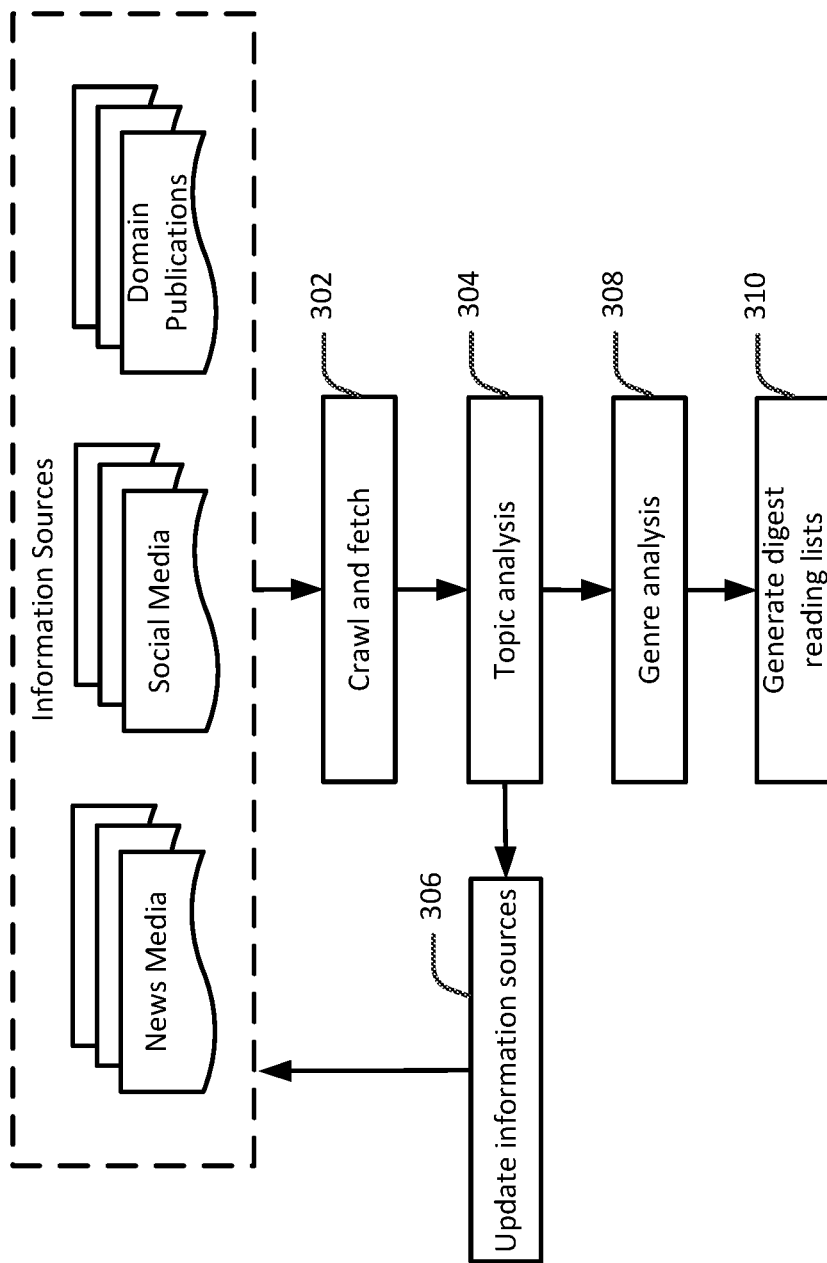 Information Sources
News Media
Social Media
Domain
Publications
302
Crawl and fetch
304
Topic analysis
306
Update information sources
308
Genre analysis
310
Generate digest
reading lists